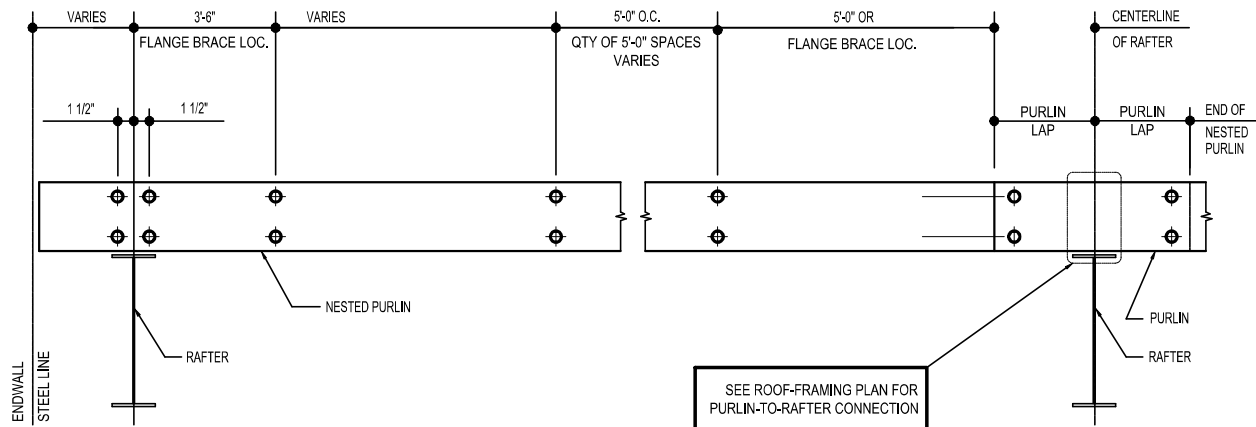 VARIES
3'-6"
VARIES
5'-0" O.C.
5'-0" OR
CENTERLINE
FLANGE BRACE LOC.
QTY OF 5'-0" SPACES
VARIES
FLANGE BRACE LOC.
OF RAFTER
1 1/2"
1 1/2"
PURLIN
LAP
PURLIN
LAP
END OF
NESTED
PURLIN
NESTED PURLIN
PURLIN
RAFTER
RAFTER
ENDWALL
STEEL LINE
SEE ROOF-FRAMING PLAN FOR
PURLIN-TO-RAFTER CONNECTION